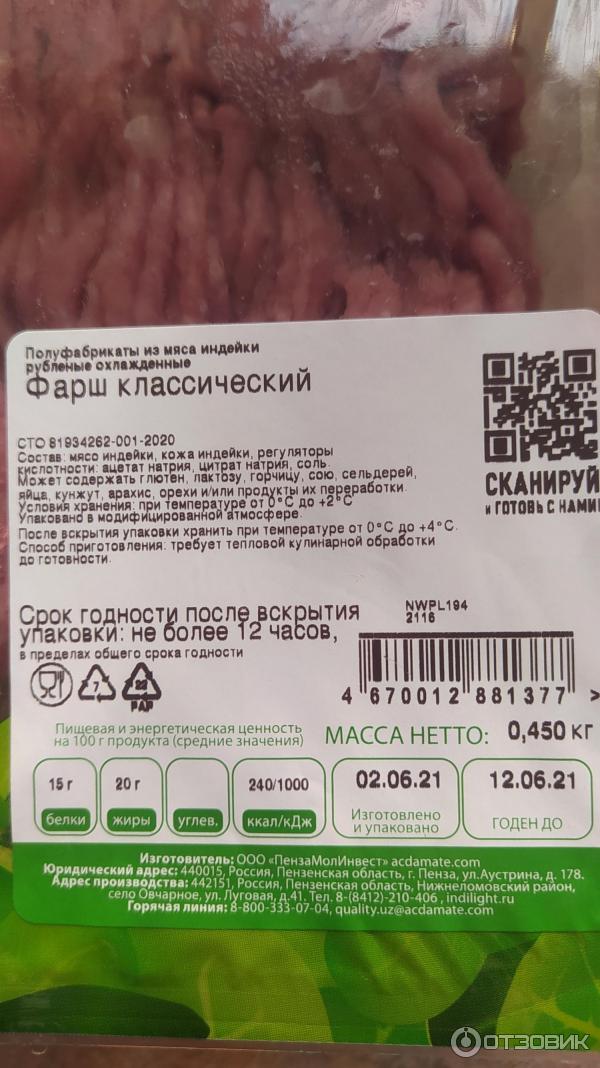 Полуфабрикаты из мяса индейки
рубленые охлажденные
Фарш классический
СТО 81934262-001-2020
Состав: мясо индейки, кожа индейки, регуляторы
кислотности: ацетат натрия, цитрат натрия, соль.
Может содержать глютен, лактозу, горчицу, сою, сельдерей,
яйца, кунжут, арахис, орехи и/или продукты их переработки.
Условия хранения: при температуре от 0°С до +2°С
Упаковано в модифицированной атмосфере.
После вскрытия упаковки хранить при температуре от 0°С до +4°С.
Способ приготовления: требует тепловой кулинарной обработки
до готовности.
СКАНИРУЙ
и ГОТОВЬ С НАМИ
Срок годности после вскрытия
упаковки: не более 12 часов,
в пределах общего срока годности
NWPL194
2116
7
PAP
4 670012 881377 >
Пищевая и энергетическая ценность
на 100 г продукта (средние значения)
МАССА НЕТТО: 0,450 кг
15 г 20 г 240/1000 02.06.21 12.06.21
белки жиры углев. ккал/кДж Изготовлено
и упаковано ГОДЕН ДО
Изготовитель: ООО «ПензаМолИнвест» acdamate.com
Юридический адрес: 440015, Россия, Пензенская область, г. Пенза, ул.Аустрина, д. 178.
Адрес производства: 442151, Россия, Пензенская область, Нижнеломовский район,
село Овчарное, ул. Луговая, д.41. Тел. 8-(8412)-210-406 , indilight.ru
Горячая линия: 8-800-333-07-04, quality.uz@acdamate.com
ОТЗОВИК